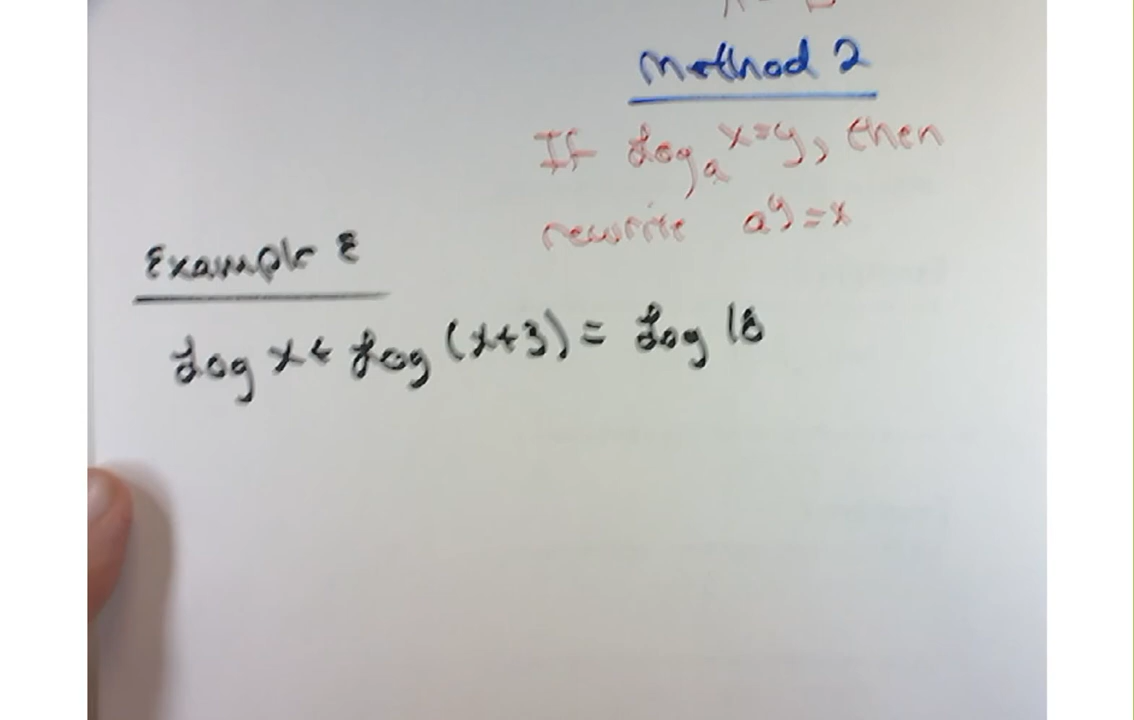 Method 2
If log_a x=y, then
rewrite a^y=x
Example 8
log x + log (x+3) = log 18